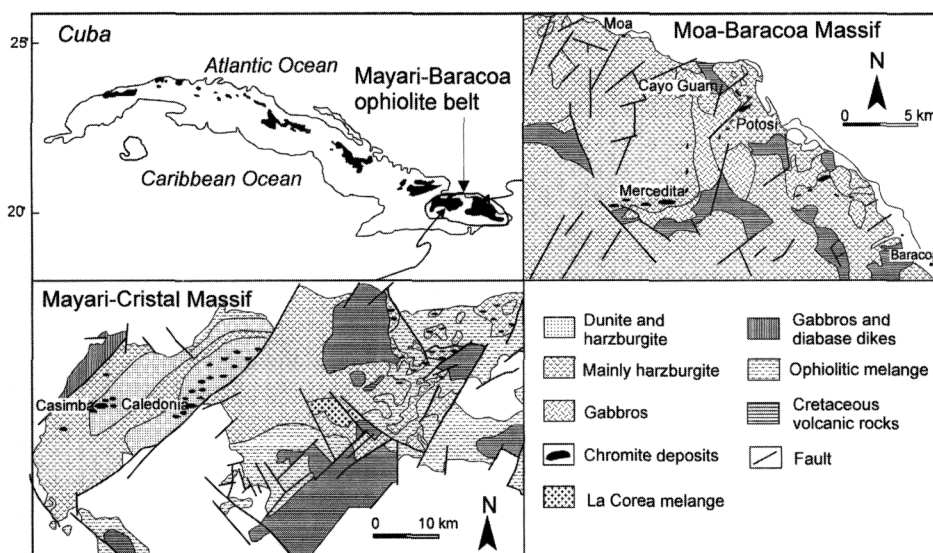 Cuba
25°
Atlantic Ocean
Mayari-Baracoa
ophiolite belt
Caribbean Ocean
20°
Moa
Moa-Baracoa Massif
N
Cayo Guam
0 5 km
Potosi
Mercedita
Baracoa
Mayari-Cristal Massif
Casimba
Caledonia
N
0 10 km
Dunite and
harzburgite
Mainly harzburgite
Gabbros
Chromite deposits
La Corea melange
Gabbros and
diabase dikes
Ophiolitic melange
Cretaceous
volcanic rocks
Fault